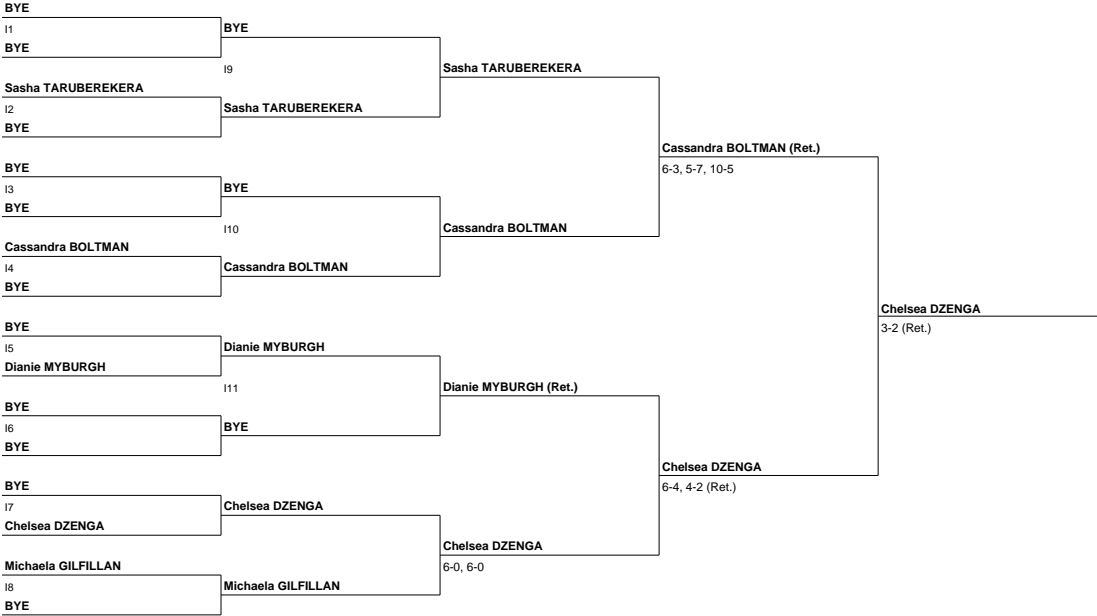 BYE
I1
BYE
BYE
I9
Sasha TARUBEREKERA
Sasha TARUBEREKERA
I2
Sasha TARUBEREKERA
BYE
Cassandra BOLTMAN (Ret.)
6-3, 5-7, 10-5
BYE
I3
BYE
BYE
I10
Cassandra BOLTMAN
Cassandra BOLTMAN
I4
Cassandra BOLTMAN
BYE
Chelsea DZENGA
3-2 (Ret.)
BYE
I5
Dianie MYBURGH
Dianie MYBURGH
I11
Dianie MYBURGH (Ret.)
BYE
I6
BYE
BYE
Chelsea DZENGA
6-4, 4-2 (Ret.)
BYE
I7
Chelsea DZENGA
Chelsea DZENGA
Chelsea DZENGA
6-0, 6-0
Michaela GILFILLAN
I8
Michaela GILFILLAN
BYE